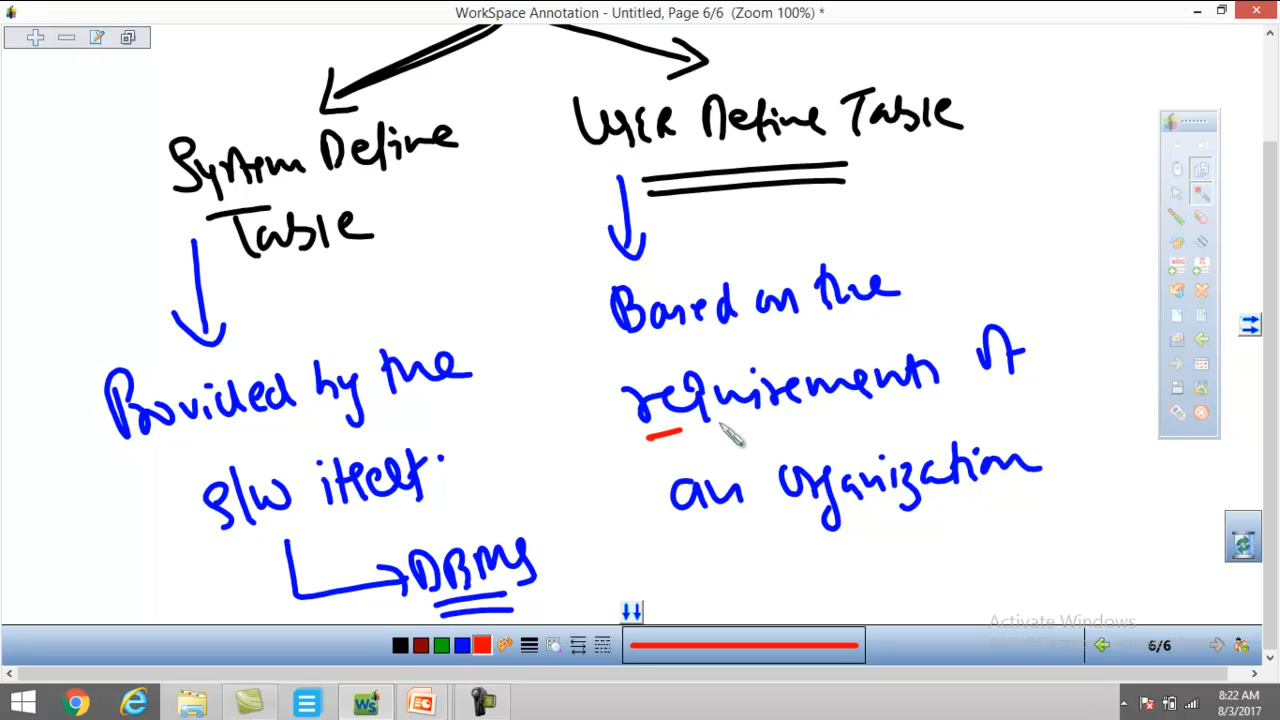 WorkSpace Annotation - Untitled, Page 6/6 (Zoom 100%) *
System Define
Table
USER Define Table
Provided by the
S/W itself.
DBMS
Based on the
requirements of
an organization
Activate Windows
6/6
8:22 AM
8/3/2017